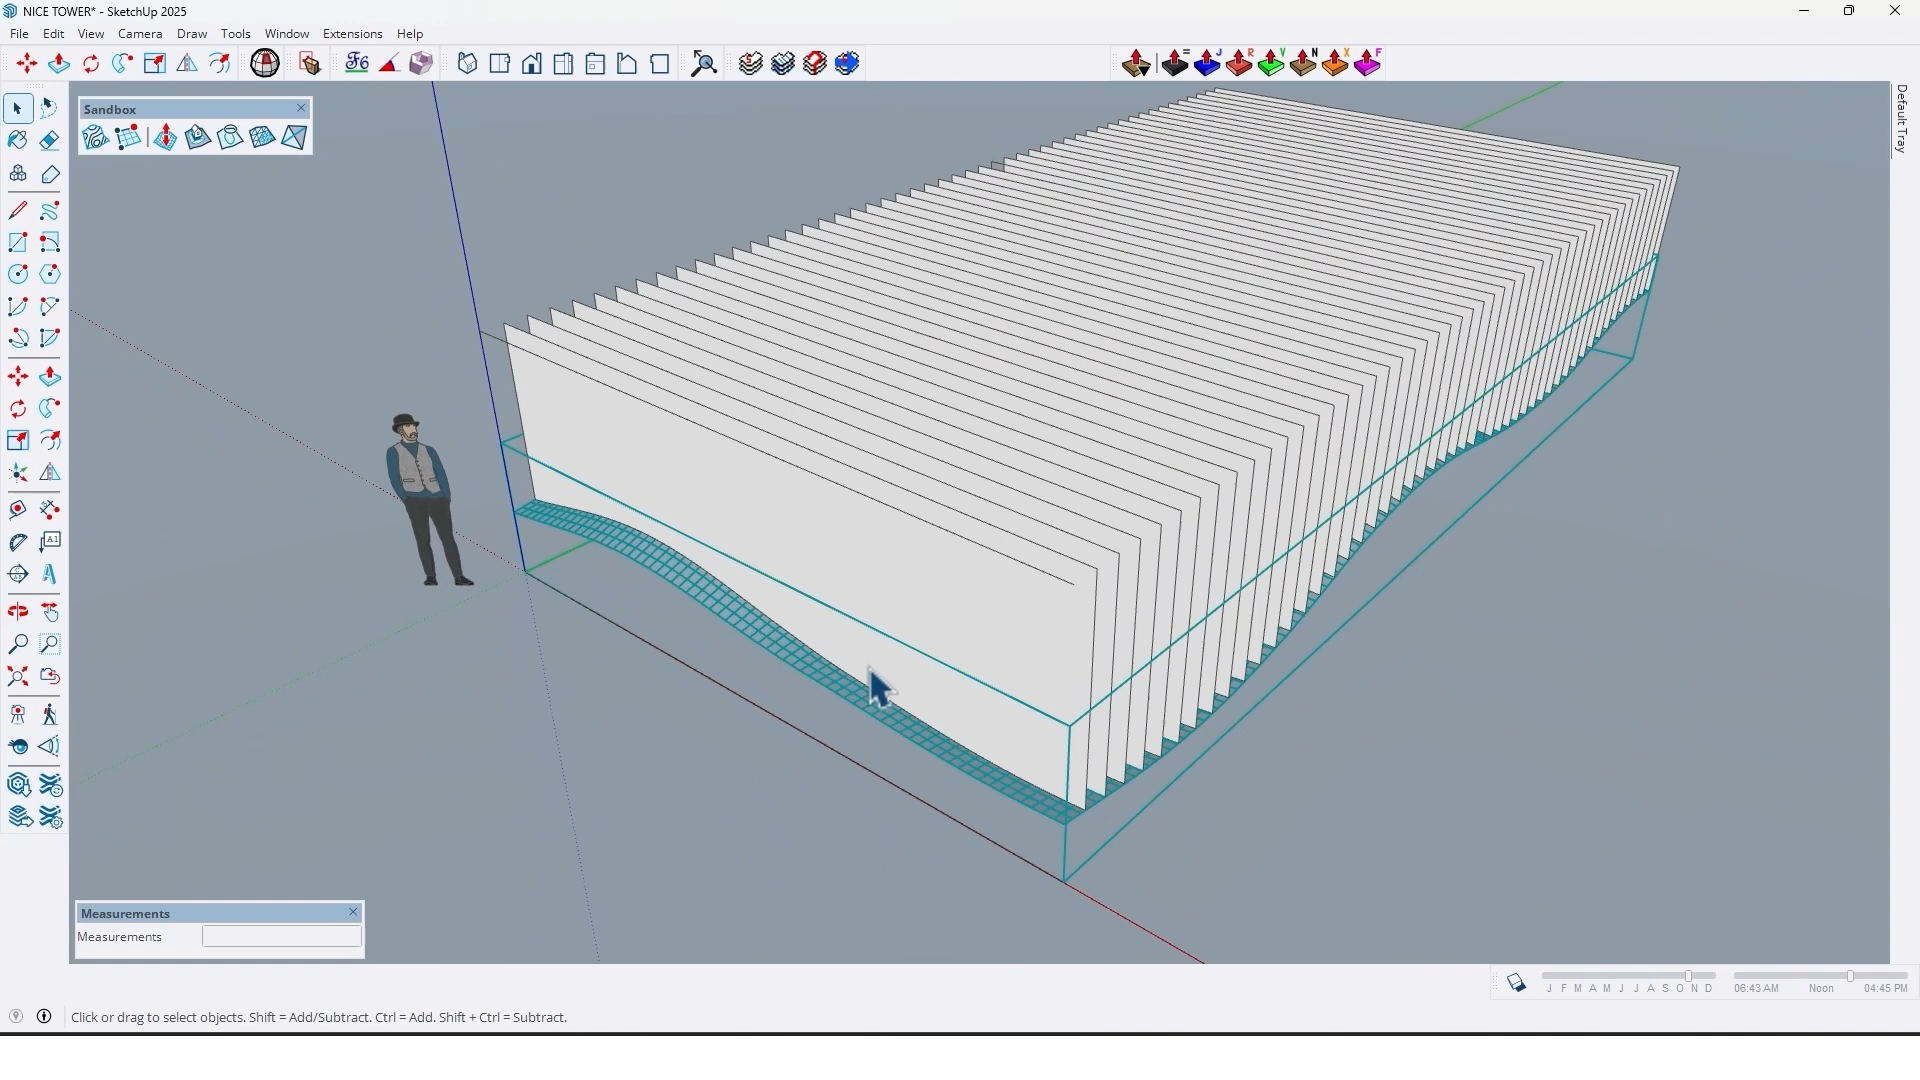 NICE TOWER* - SketchUp 2025
File Edit View Camera Draw Tools Window Extensions Help
F6
= J R V N X F
Sandbox
Default Tray
A1
Measurements
Measurements
J F M A M J J A S O N D 06:43 AM Noon 04:45 PM
Click or drag to select objects. Shift = Add/Subtract. Ctrl = Add. Shift + Ctrl = Subtract.